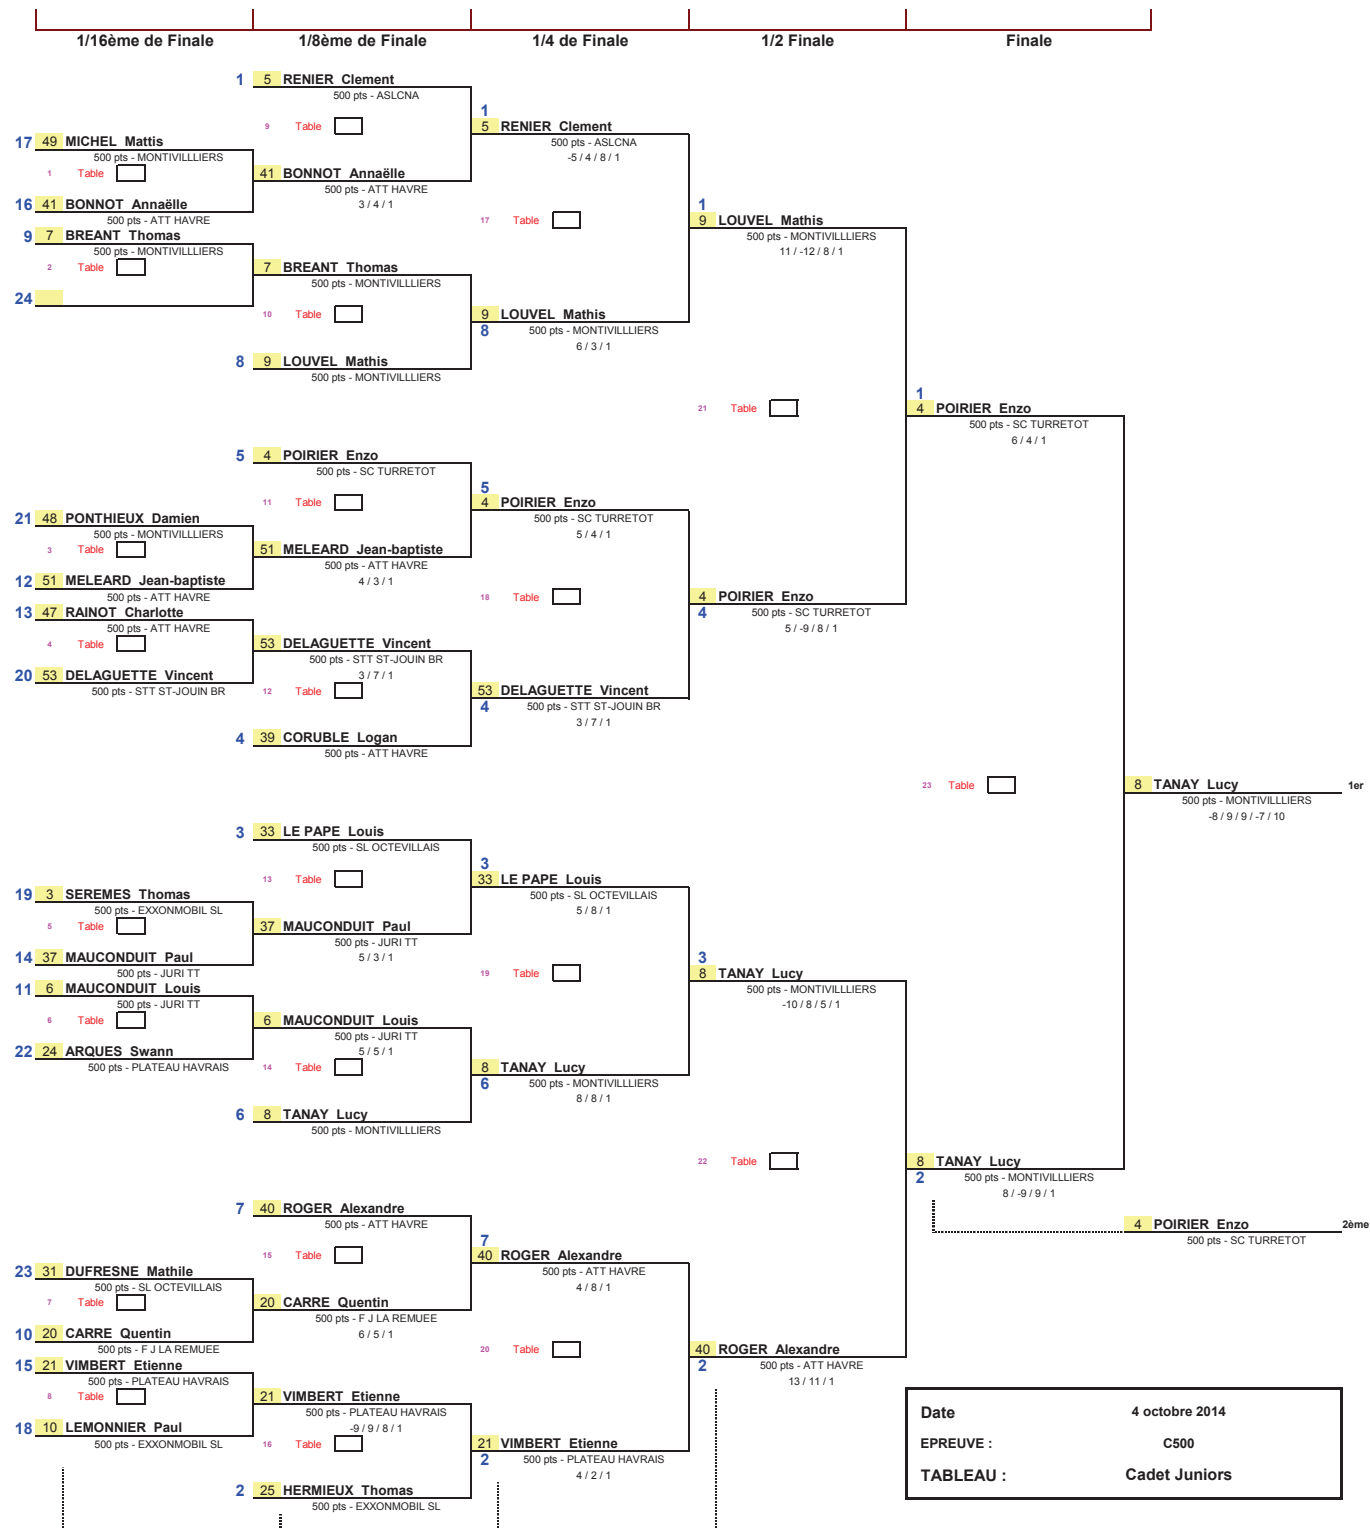 1/16ème de Finale
1/8ème de Finale
1/4 de Finale
1/2 Finale
Finale
17 49 MICHEL Mattis
500 pts - MONTIVILLLIERS
1 Table
16 41 BONNOT Annaëlle
500 pts - ATT HAVRE
9 7 BREANT Thomas
500 pts - MONTIVILLLIERS
2 Table
24
21 48 PONTHIEUX Damien
500 pts - MONTIVILLLIERS
3 Table
12 51 MELEARD Jean-baptiste
500 pts - ATT HAVRE
13 47 RAINOT Charlotte
500 pts - ATT HAVRE
4 Table
20 53 DELAGUETTE Vincent
500 pts - STT ST-JOUIN BR
19 3 SEREMES Thomas
500 pts - EXXONMOBIL SL
5 Table
14 37 MAUCONDUIT Paul
500 pts - JURI TT
11 6 MAUCONDUIT Louis
500 pts - JURI TT
6 Table
22 24 ARQUES Swann
500 pts - PLATEAU HAVRAIS
23 31 DUFRESNE Mathile
500 pts - SL OCTEVILLAIS
7 Table
10 20 CARRE Quentin
500 pts - F J LA REMUEE
15 21 VIMBERT Etienne
500 pts - PLATEAU HAVRAIS
8 Table
18 10 LEMONNIER Paul
500 pts - EXXONMOBIL SL
1 5 RENIER Clement
500 pts - ASLCNA
9 Table
41 BONNOT Annaëlle
500 pts - ATT HAVRE
3 / 4 / 1
7 BREANT Thomas
500 pts - MONTIVILLLIERS
10 Table
8 9 LOUVEL Mathis
500 pts - MONTIVILLLIERS
5 4 POIRIER Enzo
500 pts - SC TURRETOT
11 Table
51 MELEARD Jean-baptiste
500 pts - ATT HAVRE
4 / 3 / 1
53 DELAGUETTE Vincent
500 pts - STT ST-JOUIN BR
3 / 7 / 1
12 Table
4 39 CORUBLE Logan
500 pts - ATT HAVRE
3 33 LE PAPE Louis
500 pts - SL OCTEVILLAIS
13 Table
37 MAUCONDUIT Paul
500 pts - JURI TT
5 / 3 / 1
6 MAUCONDUIT Louis
500 pts - JURI TT
5 / 5 / 1
14 Table
6 8 TANAY Lucy
500 pts - MONTIVILLLIERS
7 40 ROGER Alexandre
500 pts - ATT HAVRE
15 Table
20 CARRE Quentin
500 pts - F J LA REMUEE
6 / 5 / 1
21 VIMBERT Etienne
500 pts - PLATEAU HAVRAIS
-9 / 9 / 8 / 1
16 Table
2 25 HERMIEUX Thomas
500 pts - EXXONMOBIL SL
1
5 RENIER Clement
500 pts - ASLCNA
-5 / 4 / 8 / 1
17 Table
9 LOUVEL Mathis
8
500 pts - MONTIVILLLIERS
6 / 3 / 1
5
4 POIRIER Enzo
500 pts - SC TURRETOT
5 / 4 / 1
18 Table
53 DELAGUETTE Vincent
4
500 pts - STT ST-JOUIN BR
3 / 7 / 1
3
33 LE PAPE Louis
500 pts - SL OCTEVILLAIS
5 / 8 / 1
19 Table
8 TANAY Lucy
6
500 pts - MONTIVILLLIERS
8 / 8 / 1
7
40 ROGER Alexandre
500 pts - ATT HAVRE
4 / 8 / 1
20 Table
21 VIMBERT Etienne
2
500 pts - PLATEAU HAVRAIS
4 / 2 / 1
1
9 LOUVEL Mathis
500 pts - MONTIVILLLIERS
11 / -12 / 8 / 1
21 Table
4 POIRIER Enzo
4
500 pts - SC TURRETOT
5 / -9 / 8 / 1
3
8 TANAY Lucy
500 pts - MONTIVILLLIERS
-10 / 8 / 5 / 1
22 Table
40 ROGER Alexandre
2
500 pts - ATT HAVRE
13 / 11 / 1
1
4 POIRIER Enzo
500 pts - SC TURRETOT
6 / 4 / 1
23 Table
8 TANAY Lucy
2
500 pts - MONTIVILLLIERS
8 / -9 / 9 / 1
8 TANAY Lucy 1er
500 pts - MONTIVILLLIERS
-8 / 9 / 9 / -7 / 10
4 POIRIER Enzo 2ème
500 pts - SC TURRETOT
Date 4 octobre 2014
EPREUVE : C500
TABLEAU : Cadet Juniors